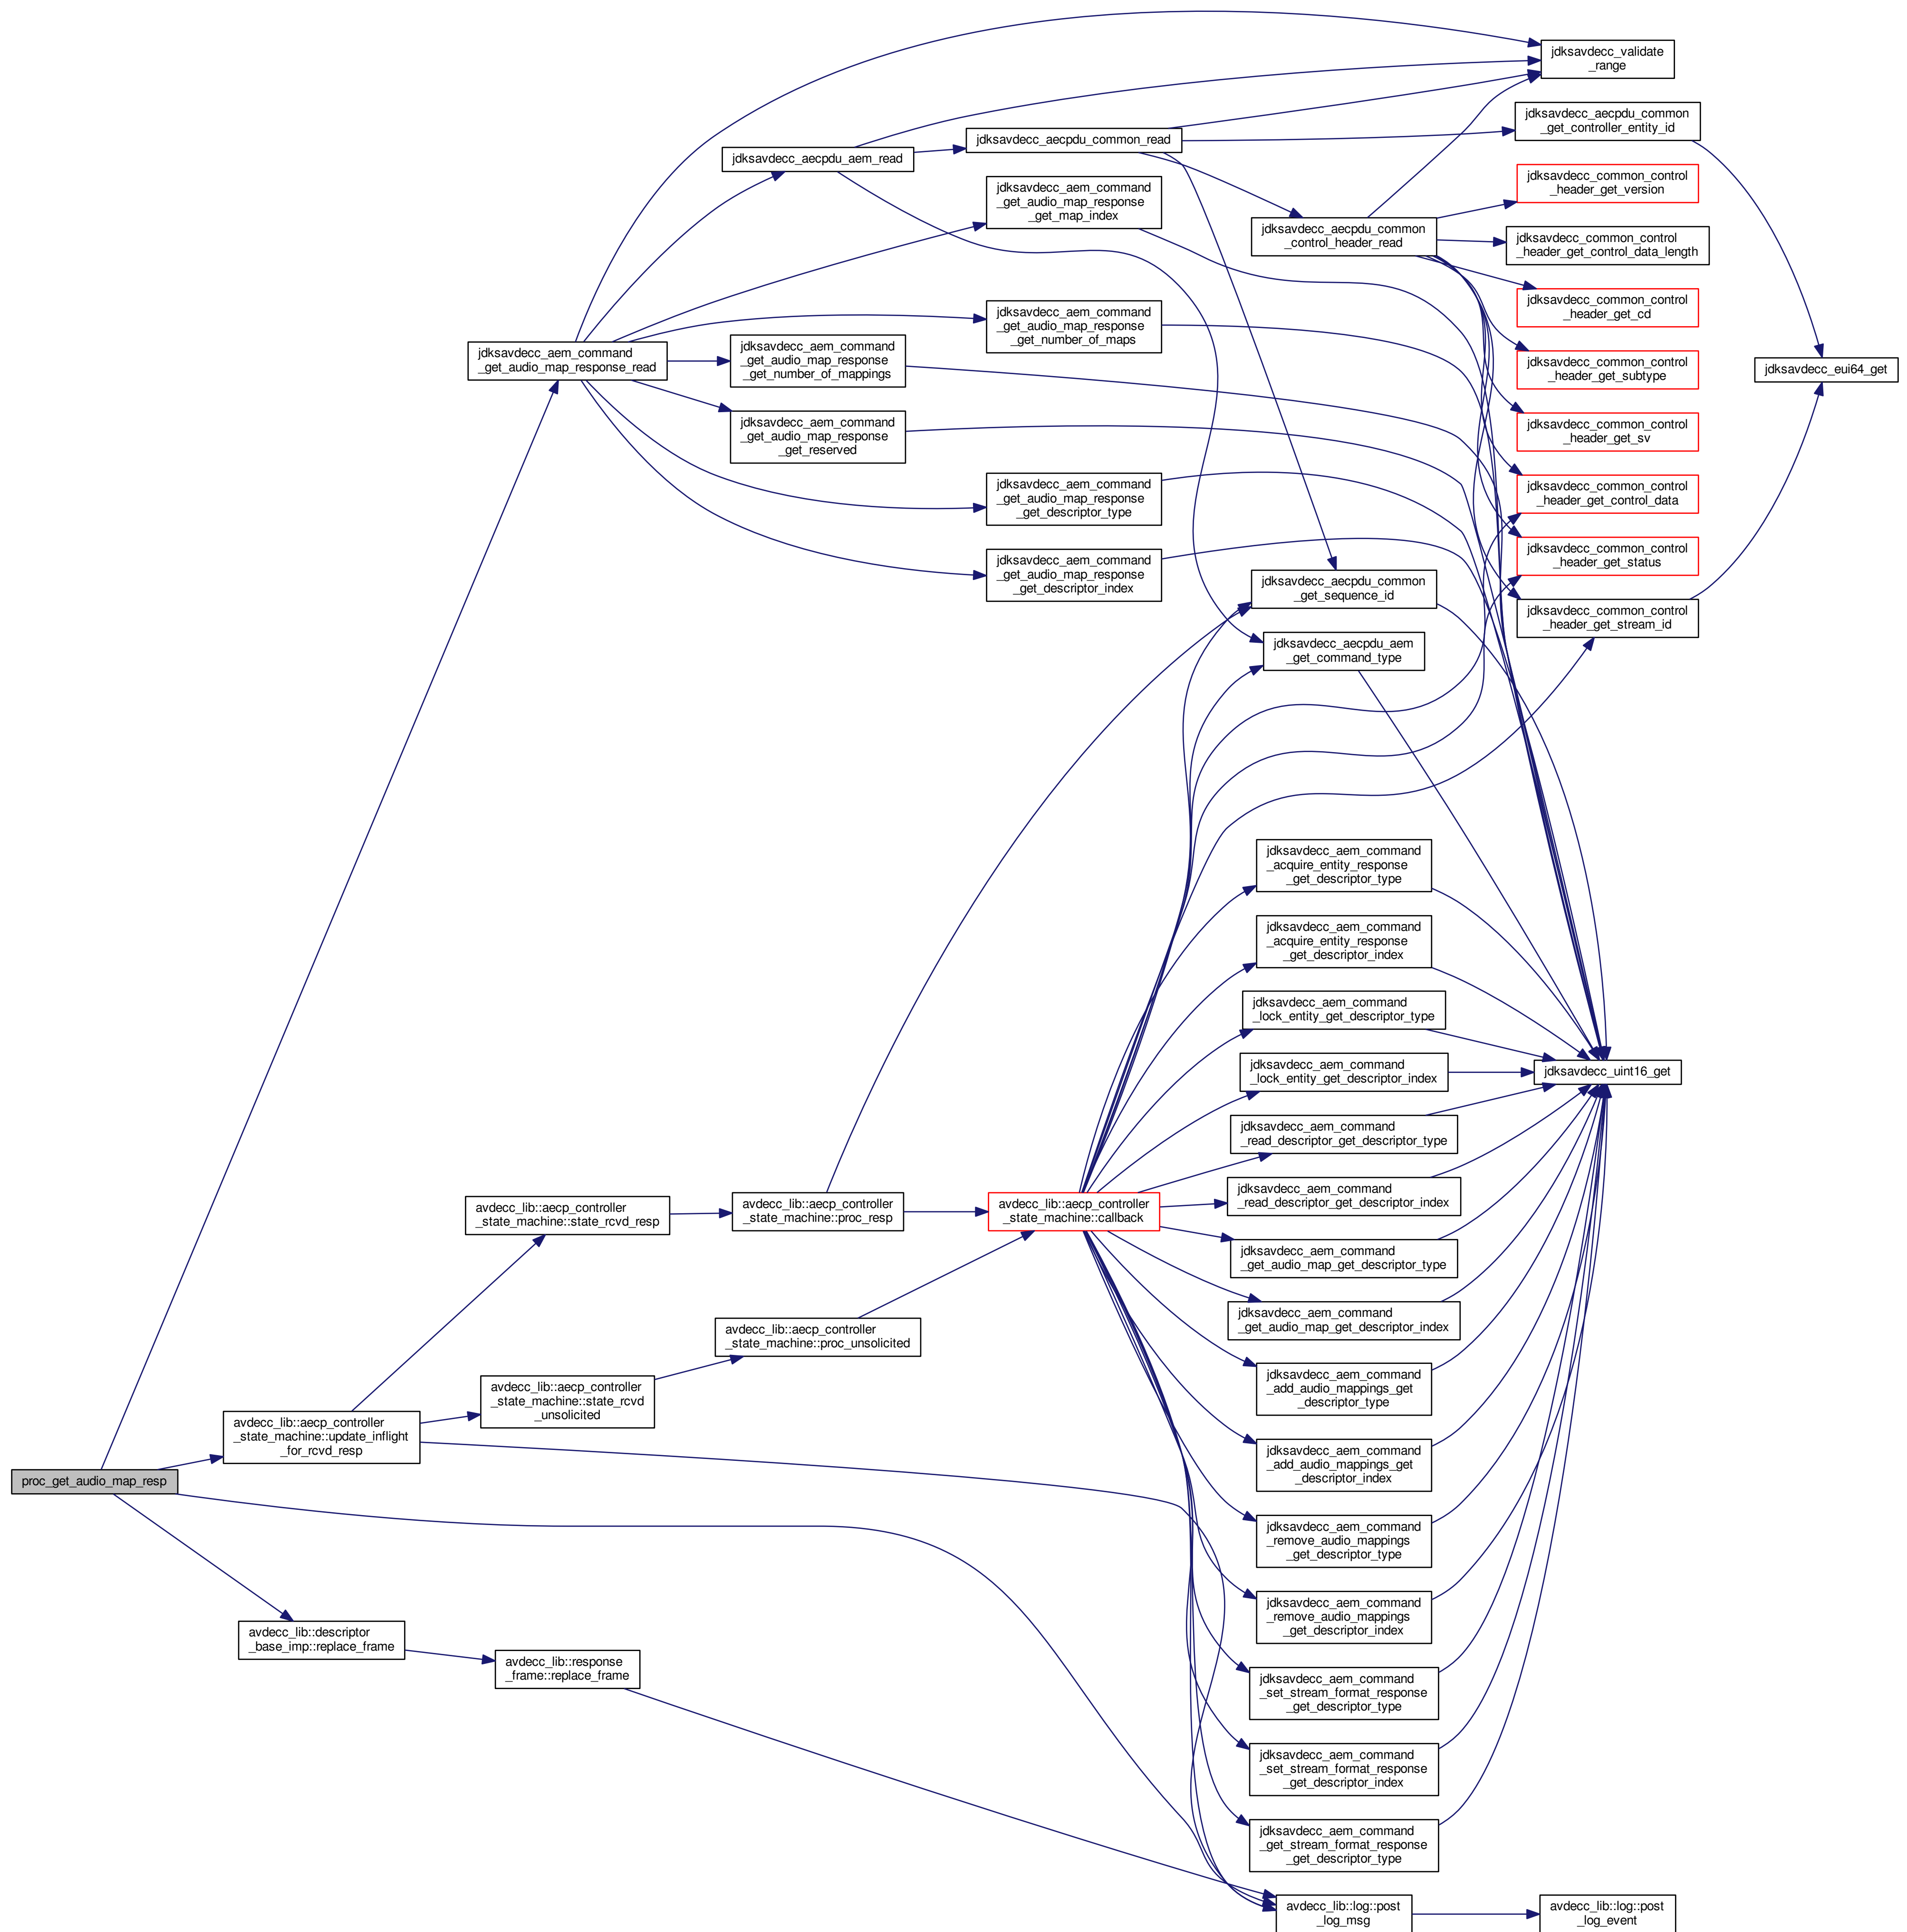 proc_get_audio_map_resp
jdksavdecc_aem_command
_get_audio_map_response_read
avdecc_lib::aecp_controller
_state_machine::update_inflight
_for_rcvd_resp
avdecc_lib::descriptor
_base_imp::replace_frame
avdecc_lib::aecp_controller
_state_machine::state_rcvd_resp
avdecc_lib::aecp_controller
_state_machine::state_rcvd
_unsolicited
avdecc_lib::response
_frame::replace_frame
jdksavdecc_aecpdu_aem_read
jdksavdecc_aem_command
_get_audio_map_response
_get_number_of_mappings
jdksavdecc_aem_command
_get_audio_map_response
_get_reserved
avdecc_lib::aecp_controller
_state_machine::proc_resp
avdecc_lib::aecp_controller
_state_machine::proc_unsolicited
jdksavdecc_aecpdu_common_read
jdksavdecc_aem_command
_get_audio_map_response
_get_map_index
jdksavdecc_aem_command
_get_audio_map_response
_get_number_of_maps
jdksavdecc_aem_command
_get_audio_map_response
_get_descriptor_type
jdksavdecc_aem_command
_get_audio_map_response
_get_descriptor_index
avdecc_lib::aecp_controller
_state_machine::callback
jdksavdecc_aecpdu_common
_control_header_read
jdksavdecc_aecpdu_common
_get_sequence_id
jdksavdecc_aecpdu_aem
_get_command_type
jdksavdecc_aem_command
_acquire_entity_response
_get_descriptor_type
jdksavdecc_aem_command
_acquire_entity_response
_get_descriptor_index
jdksavdecc_aem_command
_lock_entity_get_descriptor_type
jdksavdecc_aem_command
_lock_entity_get_descriptor_index
jdksavdecc_aem_command
_read_descriptor_get_descriptor_type
jdksavdecc_aem_command
_read_descriptor_get_descriptor_index
jdksavdecc_aem_command
_get_audio_map_get_descriptor_type
jdksavdecc_aem_command
_get_audio_map_get_descriptor_index
jdksavdecc_aem_command
_add_audio_mappings_get
_descriptor_type
jdksavdecc_aem_command
_add_audio_mappings_get
_descriptor_index
jdksavdecc_aem_command
_remove_audio_mappings
_get_descriptor_type
jdksavdecc_aem_command
_remove_audio_mappings
_get_descriptor_index
jdksavdecc_aem_command
_set_stream_format_response
_get_descriptor_type
jdksavdecc_aem_command
_set_stream_format_response
_get_descriptor_index
jdksavdecc_aem_command
_get_stream_format_response
_get_descriptor_type
avdecc_lib::log::post
_log_msg
jdksavdecc_validate
_range
jdksavdecc_aecpdu_common
_get_controller_entity_id
jdksavdecc_common_control
_header_get_version
jdksavdecc_common_control
_header_get_control_data_length
jdksavdecc_common_control
_header_get_cd
jdksavdecc_common_control
_header_get_subtype
jdksavdecc_common_control
_header_get_sv
jdksavdecc_common_control
_header_get_control_data
jdksavdecc_common_control
_header_get_status
jdksavdecc_common_control
_header_get_stream_id
jdksavdecc_uint16_get
avdecc_lib::log::post
_log_event
jdksavdecc_eui64_get